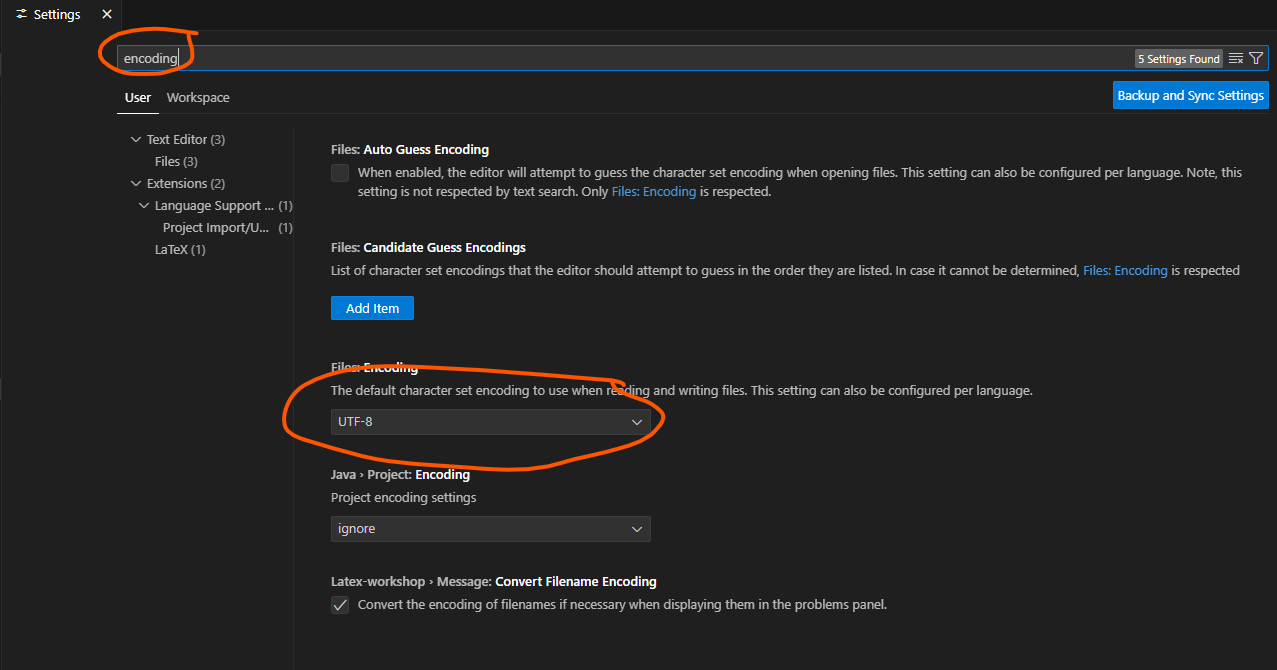 Settings
encoding
5 Settings Found
User Workspace
Backup and Sync Settings
Text Editor (3)
Files (3)
Extensions (2)
Language Support ... (1)
Project Import/U... (1)
LaTeX (1)
Files: Auto Guess Encoding
When enabled, the editor will attempt to guess the character set encoding when opening files. This setting can also be configured per language. Note, this
setting is not respected by text search. Only Files: Encoding is respected.
Files: Candidate Guess Encodings
List of character set encodings that the editor should attempt to guess in the order they are listed. In case it cannot be determined, Files: Encoding is respected
Add Item
Files: Encoding
The default character set encoding to use when reading and writing files. This setting can also be configured per language.
UTF-8
Java › Project: Encoding
Project encoding settings
ignore
Latex-workshop › Message: Convert Filename Encoding
Convert the encoding of filenames if necessary when displaying them in the problems panel.